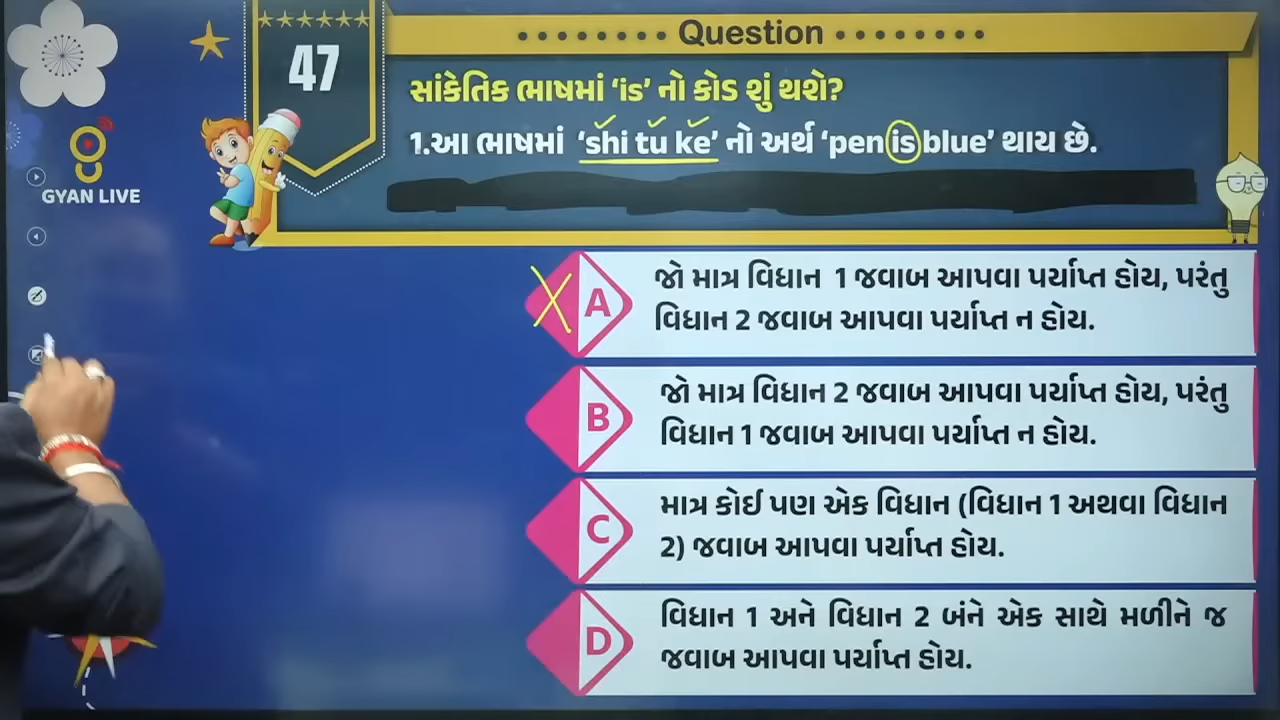 Question
47
સાંકેતિક ભાષમાં ‘is’ નો કોડ શું થશે?
1.આ ભાષમાં ‘shi tu ke’ નો અર્થ ‘pen is blue’ થાય છે.
GYAN LIVE
A
જો માત્ર વિધાન 1 જવાબ આપવા પર્યાપ્ત હોય, પરંતુ
વિધાન 2 જવાબ આપવા પર્યાપ્ત ન હોય.
B
જો માત્ર વિધાન 2 જવાબ આપવા પર્યાપ્ત હોય, પરંતુ
વિધાન 1 જવાબ આપવા પર્યાપ્ત ન હોય.
C
માત્ર કોઈ પણ એક વિધાન (વિધાન 1 અથવા વિધાન
2) જવાબ આપવા પર્યાપ્ત હોય.
D
વિધાન 1 અને વિધાન 2 બંને એક સાથે મળીને જ
જવાબ આપવા પર્યાપ્ત હોય.